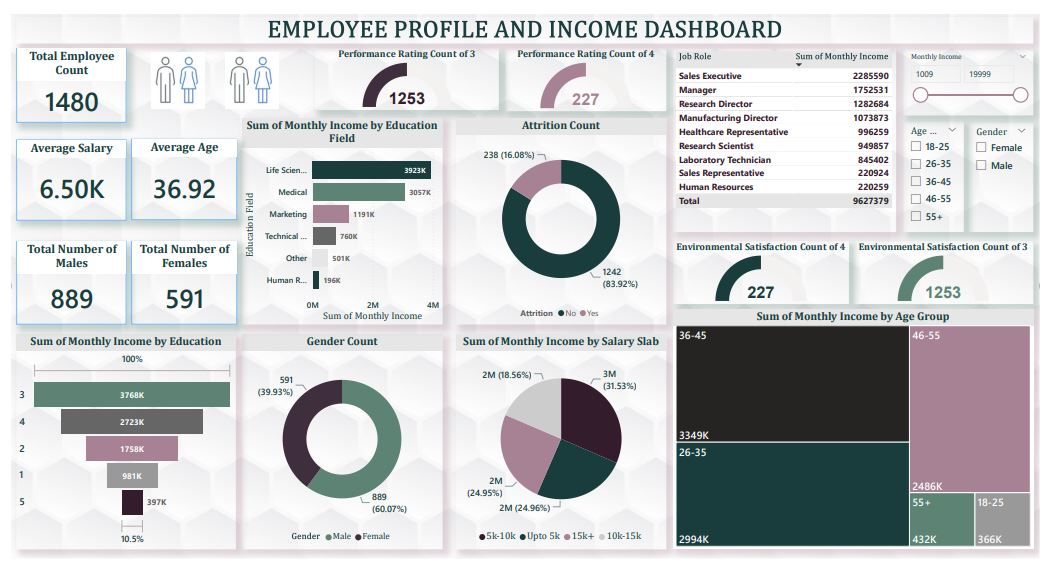 EMPLOYEE PROFILE AND INCOME DASHBOARD
Total Employee
Count
1480
Performance Rating Count of 3
1253
Performance Rating Count of 4
227
Job Role Sum of Monthly Income
Sales Executive 2285590
Manager 1752531
Research Director 1282684
Manufacturing Director 1073873
Healthcare Representative 996259
Research Scientist 949857
Laboratory Technician 845402
Sales Representative 220924
Human Resources 220259
Total 9627379
Monthly Income
1009 19999
Age ...
18-25
26-35
36-45
46-55
55+
Gender
Female
Male
Average Salary
6.50K
Average Age
36.92
Total Number of
Males
889
Total Number of
Females
591
Sum of Monthly Income by Education
Field
Education Field
Life Scien... 3923K
Medical 3057K
Marketing 1191K
Technical ... 760K
Other 501K
Human R... 196K
0M 2M 4M
Sum of Monthly Income
Attrition Count
238 (16.08%)
1242
(83.92%)
Attrition No Yes
Environmental Satisfaction Count of 4
227
Environmental Satisfaction Count of 3
1253
Sum of Monthly Income by Education
100%
3 3768K
4 2723K
2 1758K
1 981K
5 397K
10.5%
Gender Count
591
(39.93%)
889
(60.07%)
Gender Male Female
Sum of Monthly Income by Salary Slab
2M (18.56%)
3M
(31.53%)
2M
(24.95%)
2M (24.96%)
5k-10k Upto 5k 15k+ 10k-15k
Sum of Monthly Income by Age Group
36-45
3349K
26-35
2994K
46-55
2486K
55+
432K
18-25
366K